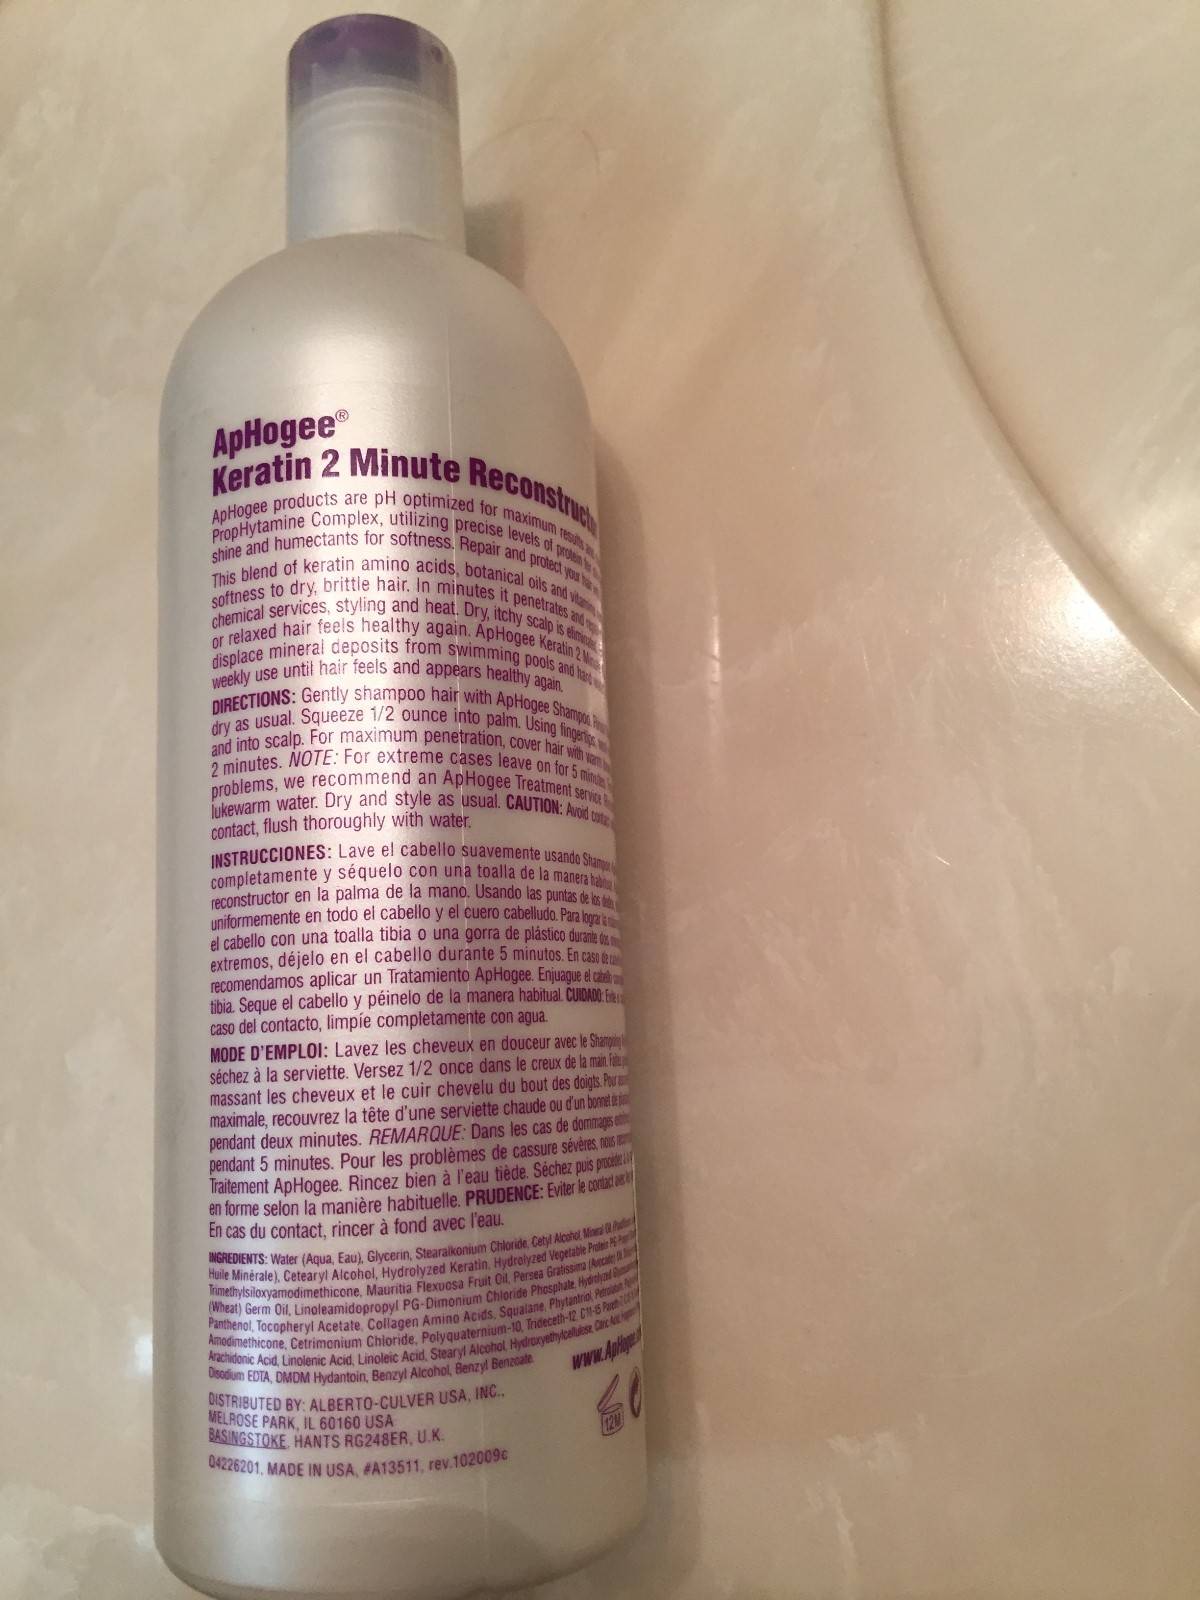 ApHogee®
Keratin 2 Minute
ApHogee products are pH optimized for maximum results
PropHytamine Complex, utilizing precise levels of protein for
shine and humectants for softness. Repair and protect your hair
This blend of keratin amino acids, botanical oils and vitamins
softness to dry, brittle hair. In minutes it penetrates and
chemical services, styling and heat. Dry, itchy scalp is
or relaxed hair feels healthy again. ApHogee Keratin 2
displace mineral deposits from swimming pools and hard
weekly use until hair feels and appears healthy again.
DIRECTIONS: Gently shampoo hair with ApHogee Shampoo.
dry as usual. Squeeze 1/2 ounce into palm. Using fingertips,
and into scalp. For maximum penetration, cover hair with warm
2 minutes. NOTE: For extreme cases leave on for 5 minutes.
problems, we recommend an ApHogee Treatment service.
lukewarm water. Dry and style as usual. CAUTION: Avoid
contact, flush thoroughly with water.
INSTRUCCIONES: Lave el cabello suavemente usando
completamente y séquelo con una toalla de la manera
reconstructor en la palma de la mano. Usando las puntas de los
uniformemente en todo el cabello y el cuero cabelludo. Para lograr la
el cabello con una toalla tibia o una gorra de plástico durante dos
extremos, déjelo en el cabello durante 5 minutos. En caso de
recomendamos aplicar un Tratamiento ApHogee. Enjuague el cabello
tibia. Seque el cabello y péinelo de la manera habitual. CUIDADO:
caso del contacto, limpíe completamente con agua.
MODE D'EMPLOI: Lavez les cheveux en douceur avec le Shampoing
séchez à la serviette. Versez 1/2 once dans le creux de la main.
massant les cheveux et le cuir chevelu du bout des doigts. Pour
maximale, recouvrez la tête d'une serviette chaude ou d'un bonnet de
pendant deux minutes. REMARQUE: Dans les cas de dommages
pendant 5 minutes. Pour les problèmes de cassure sévères, nous
Traitement ApHogee. Rincez bien à l'eau tiède. Séchez puis procédez à
en forme selon la manière habituelle. PRUDENCE: Eviter le contact avec
En cas du contact, rincer à fond avec l'eau.
INGREDIENTS: Water (Aqua, Eau), Glycerin, Stearalkonium Chloride, Cetyl Alcohol, Mineral Oil
Huile Minérale), Cetearyl Alcohol, Hydrolyzed Keratin, Hydrolyzed Vegetable Protein
Trimethylsiloxyamodimethicone, Mauritia Flexuosa Fruit Oil, Persea Gratissima (Avocado) Oil,
(Wheat) Germ Oil, Linoleamidopropyl PG-Dimonium Chloride Phosphate, Hydrolyzed
Panthenol, Tocopheryl Acetate, Collagen Amino Acids, Squalane, Phytantriol, Petrolatum,
Amodimethicone, Cetrimonium Chloride, Polyquaternium-10, Trideceth-12, C11-15
Arachidonic Acid, Linolenic Acid, Linoleic Acid, Stearyl Alcohol, Hydroxyethylcellulose, Citric Acid,
Disodium EDTA, DMDM Hydantoin, Benzyl Alcohol, Benzyl Benzoate.
DISTRIBUTED BY: ALBERTO-CULVER USA, INC.,
MELROSE PARK, IL 60160 USA
BASINGSTOKE, HANTS RG248ER, U.K.
Q4226201, MADE IN USA, #A13511, rev.102009c
12M